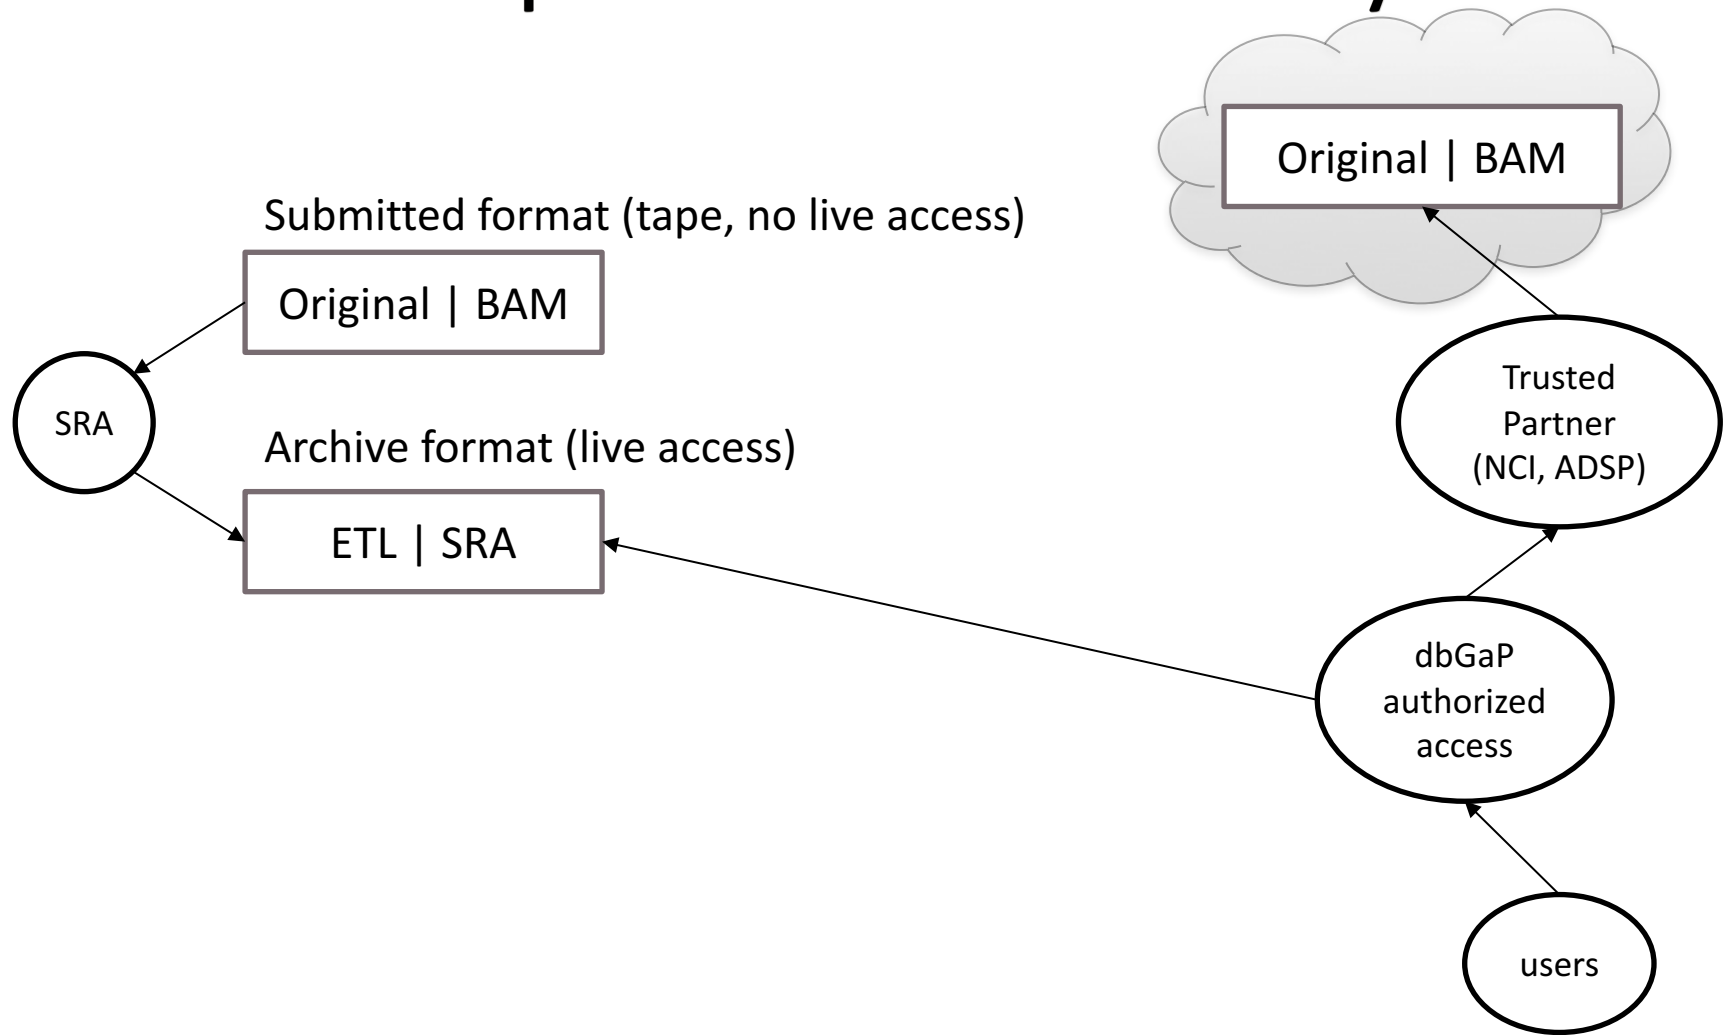 Original | BAM
Submitted format (tape, no live access)
Original | BAM
SRA
Archive format (live access)
ETL | SRA
Trusted
Partner
(NCI, ADSP)
dbGaP
authorized
access
users